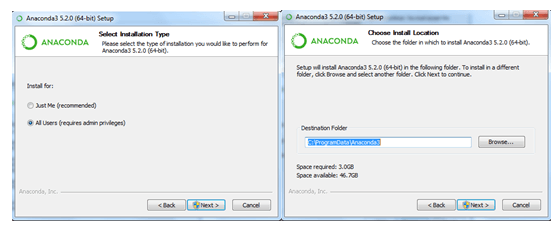 Anaconda3 5.2.0 (64-bit) Setup
ANACONDA
Select Installation Type
Please select the type of installation you would like to perform for
Anaconda3 5.2.0 (64-bit).
Install for:
Just Me (recommended)
All Users (requires admin privileges)
Anaconda, Inc.
< Back
Next >
Cancel
Anaconda3 5.2.0 (64-bit) Setup
ANACONDA
Choose Install Location
Choose the folder in which to install Anaconda3 5.2.0 (64-bit).
Setup will install Anaconda3 5.2.0 (64-bit) in the following folder. To install in a different
folder, click Browse and select another folder. Click Next to continue.
Destination Folder
C:\ProgramData\Anaconda3
Browse...
Space required: 3.0GB
Space available: 46.7GB
Anaconda, Inc.
< Back
Next >
Cancel